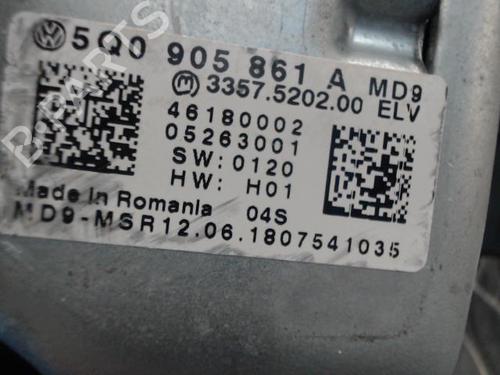 5Q0 905 861 A MD9
3357.5202.00 ELV
46180002
05263001
SW:0120
HW: H01
Made in Romania 04S
MD9-MSR12.06.1807541035
B-PARTS